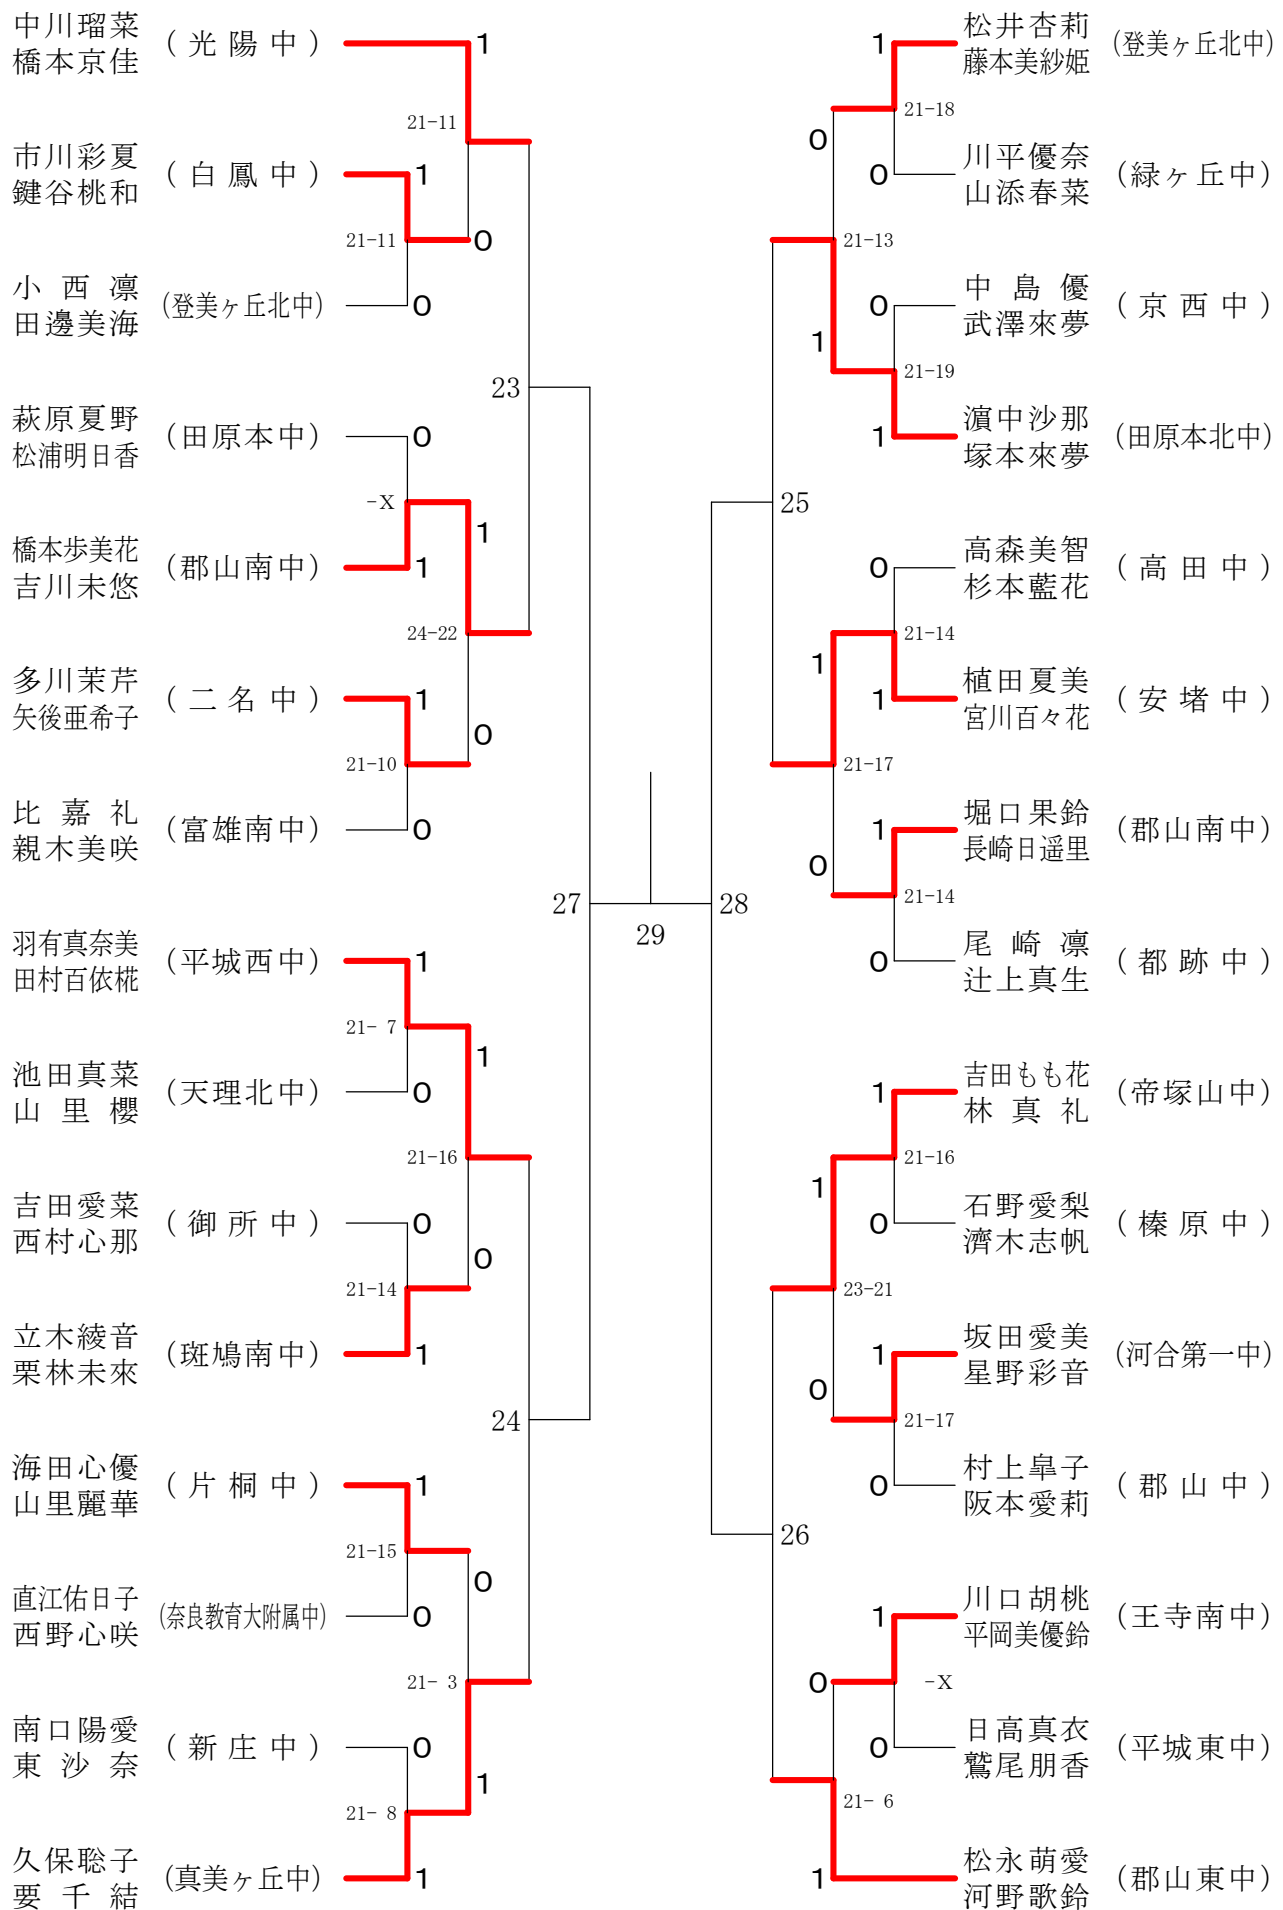 中川瑠菜
橋本京佳
(光陽中)
1
21-11
市川彩夏
鍵谷桃和
(白鳳中)
1
21-11
0
小西凛
田邊美海
(登美ヶ丘北中)
0
23
萩原夏野
松浦明日香
(田原本中)
0
-X
1
橋本歩美花
吉川未悠
(郡山南中)
1
24-22
多川茉芹
矢後亜希子
(二名中)
1
0
21-10
比嘉礼
親木美咲
(富雄南中)
0
27
羽有真奈美
田村百依椛
(平城西中)
1
21- 7
1
池田真菜
山里櫻
(天理北中)
0
21-16
吉田愛菜
西村心那
(御所中)
0
0
21-14
立木綾音
栗林未來
(斑鳩南中)
1
24
海田心優
山里麗華
(片桐中)
1
21-15
0
直江佑日子
西野心咲
(奈良教育大附属中)
0
21- 3
南口陽愛
東沙奈
(新庄中)
0
1
21- 8
久保聡子
要千結
(真美ヶ丘中)
1
29
松井杏莉
藤本美紗姫
(登美ヶ丘北中)
1
21-18
0
川平優奈
山添春菜
(緑ヶ丘中)
0
21-13
中島優
武澤來夢
(京西中)
0
1
21-19
濵中沙那
塚本來夢
(田原本北中)
1
25
高森美智
杉本藍花
(高田中)
0
21-14
1
植田夏美
宮川百々花
(安堵中)
1
21-17
堀口果鈴
長崎日遥里
(郡山南中)
1
0
21-14
28
尾崎凛
辻上真生
(都跡中)
0
吉田もも花
林真礼
(帝塚山中)
1
21-16
1
石野愛梨
濟木志帆
(榛原中)
0
23-21
坂田愛美
星野彩音
(河合第一中)
1
0
21-17
村上皐子
阪本愛莉
(郡山中)
0
26
川口胡桃
平岡美優鈴
(王寺南中)
1
0
-X
日高真衣
鷲尾朋香
(平城東中)
0
21- 6
松永萌愛
河野歌鈴
(郡山東中)
1